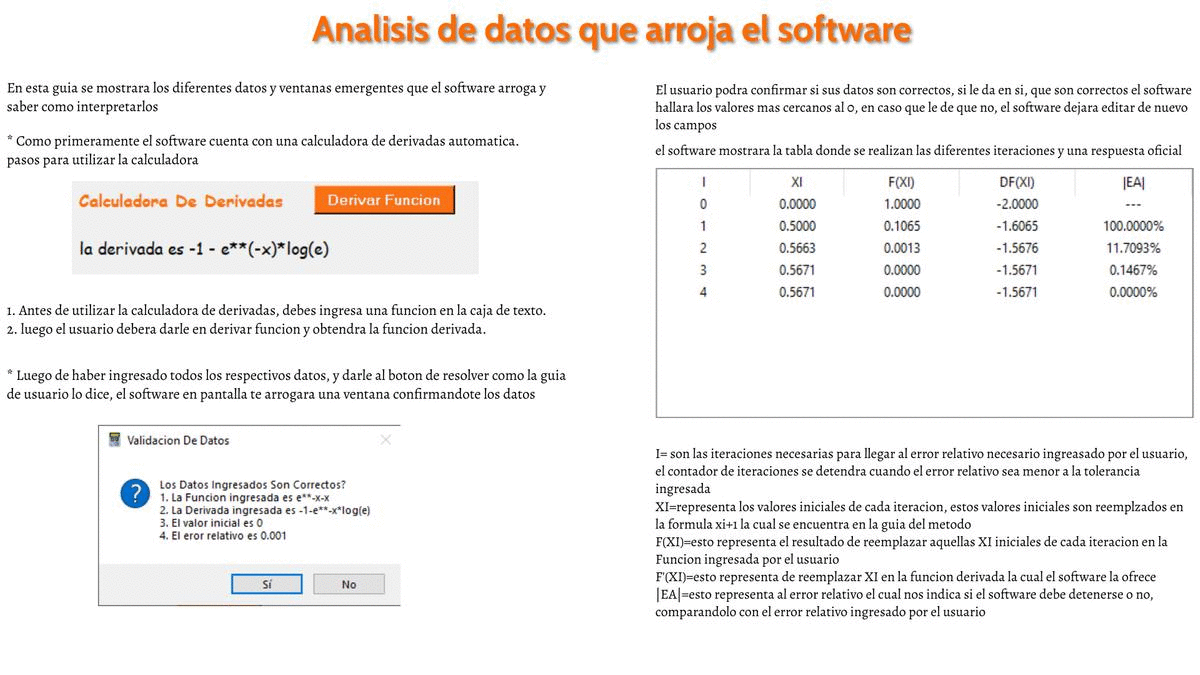 Analisis de datos que arroja el software
En esta guia se mostrara los diferentes datos y ventanas emergentes que el software arroga y
saber como interpretarlos
* Como primeramente el software cuenta con una calculadora de derivadas automatica.
pasos para utilizar la calculadora
Calculadora De Derivadas Derivar Funcion
la derivada es -1 - e**(-x)*log(e)
1. Antes de utilizar la calculadora de derivadas, debes ingresa una funcion en la caja de texto.
2. luego el usuario debera darle en derivar funcion y obtendra la funcion derivada.
* Luego de haber ingresado todos los respectivos datos, y darle al boton de resolver como la guia
de usuario lo dice, el software en pantalla te arrogara una ventana confirmandote los datos
Validacion De Datos
Los Datos Ingresados Son Correctos?
1. La Funcion ingresada es e**-x-x
2. La Derivada ingresada es -1-e**-x*log(e)
3. El valor inicial es 0
4. El eror relativo es 0.001
Sí No
El usuario podra confirmar si sus datos son correctos, si le da en si, que son correctos el software
hallara los valores mas cercanos al 0, en caso que le de que no, el software dejara editar de nuevo
los campos
el software mostrara la tabla donde se realizan las diferentes iteraciones y una respuesta oficial
I XI F(XI) DF(XI) |EA|
0 0.0000 1.0000 -2.0000 ---
1 0.5000 0.1065 -1.6065 100.0000%
2 0.5663 0.0013 -1.5676 11.7093%
3 0.5671 0.0000 -1.5671 0.1467%
4 0.5671 0.0000 -1.5671 0.0000%
I= son las iteraciones necesarias para llegar al error relativo necesario ingreasado por el usuario,
el contador de iteraciones se detendra cuando el error relativo sea menor a la tolerancia
ingresada
XI=representa los valores iniciales de cada iteracion, estos valores iniciales son reemplzados en
la formula xi+1 la cual se encuentra en la guia del metodo
F(XI)=esto representa el resultado de reemplazar aquellas XI iniciales de cada iteracion en la
Funcion ingresada por el usuario
F'(XI)=esto representa de reemplazar XI en la funcion derivada la cual el software la ofrece
|EA|=esto representa al error relativo el cual nos indica si el software debe detenerse o no,
comparandolo con el error relativo ingresado por el usuario